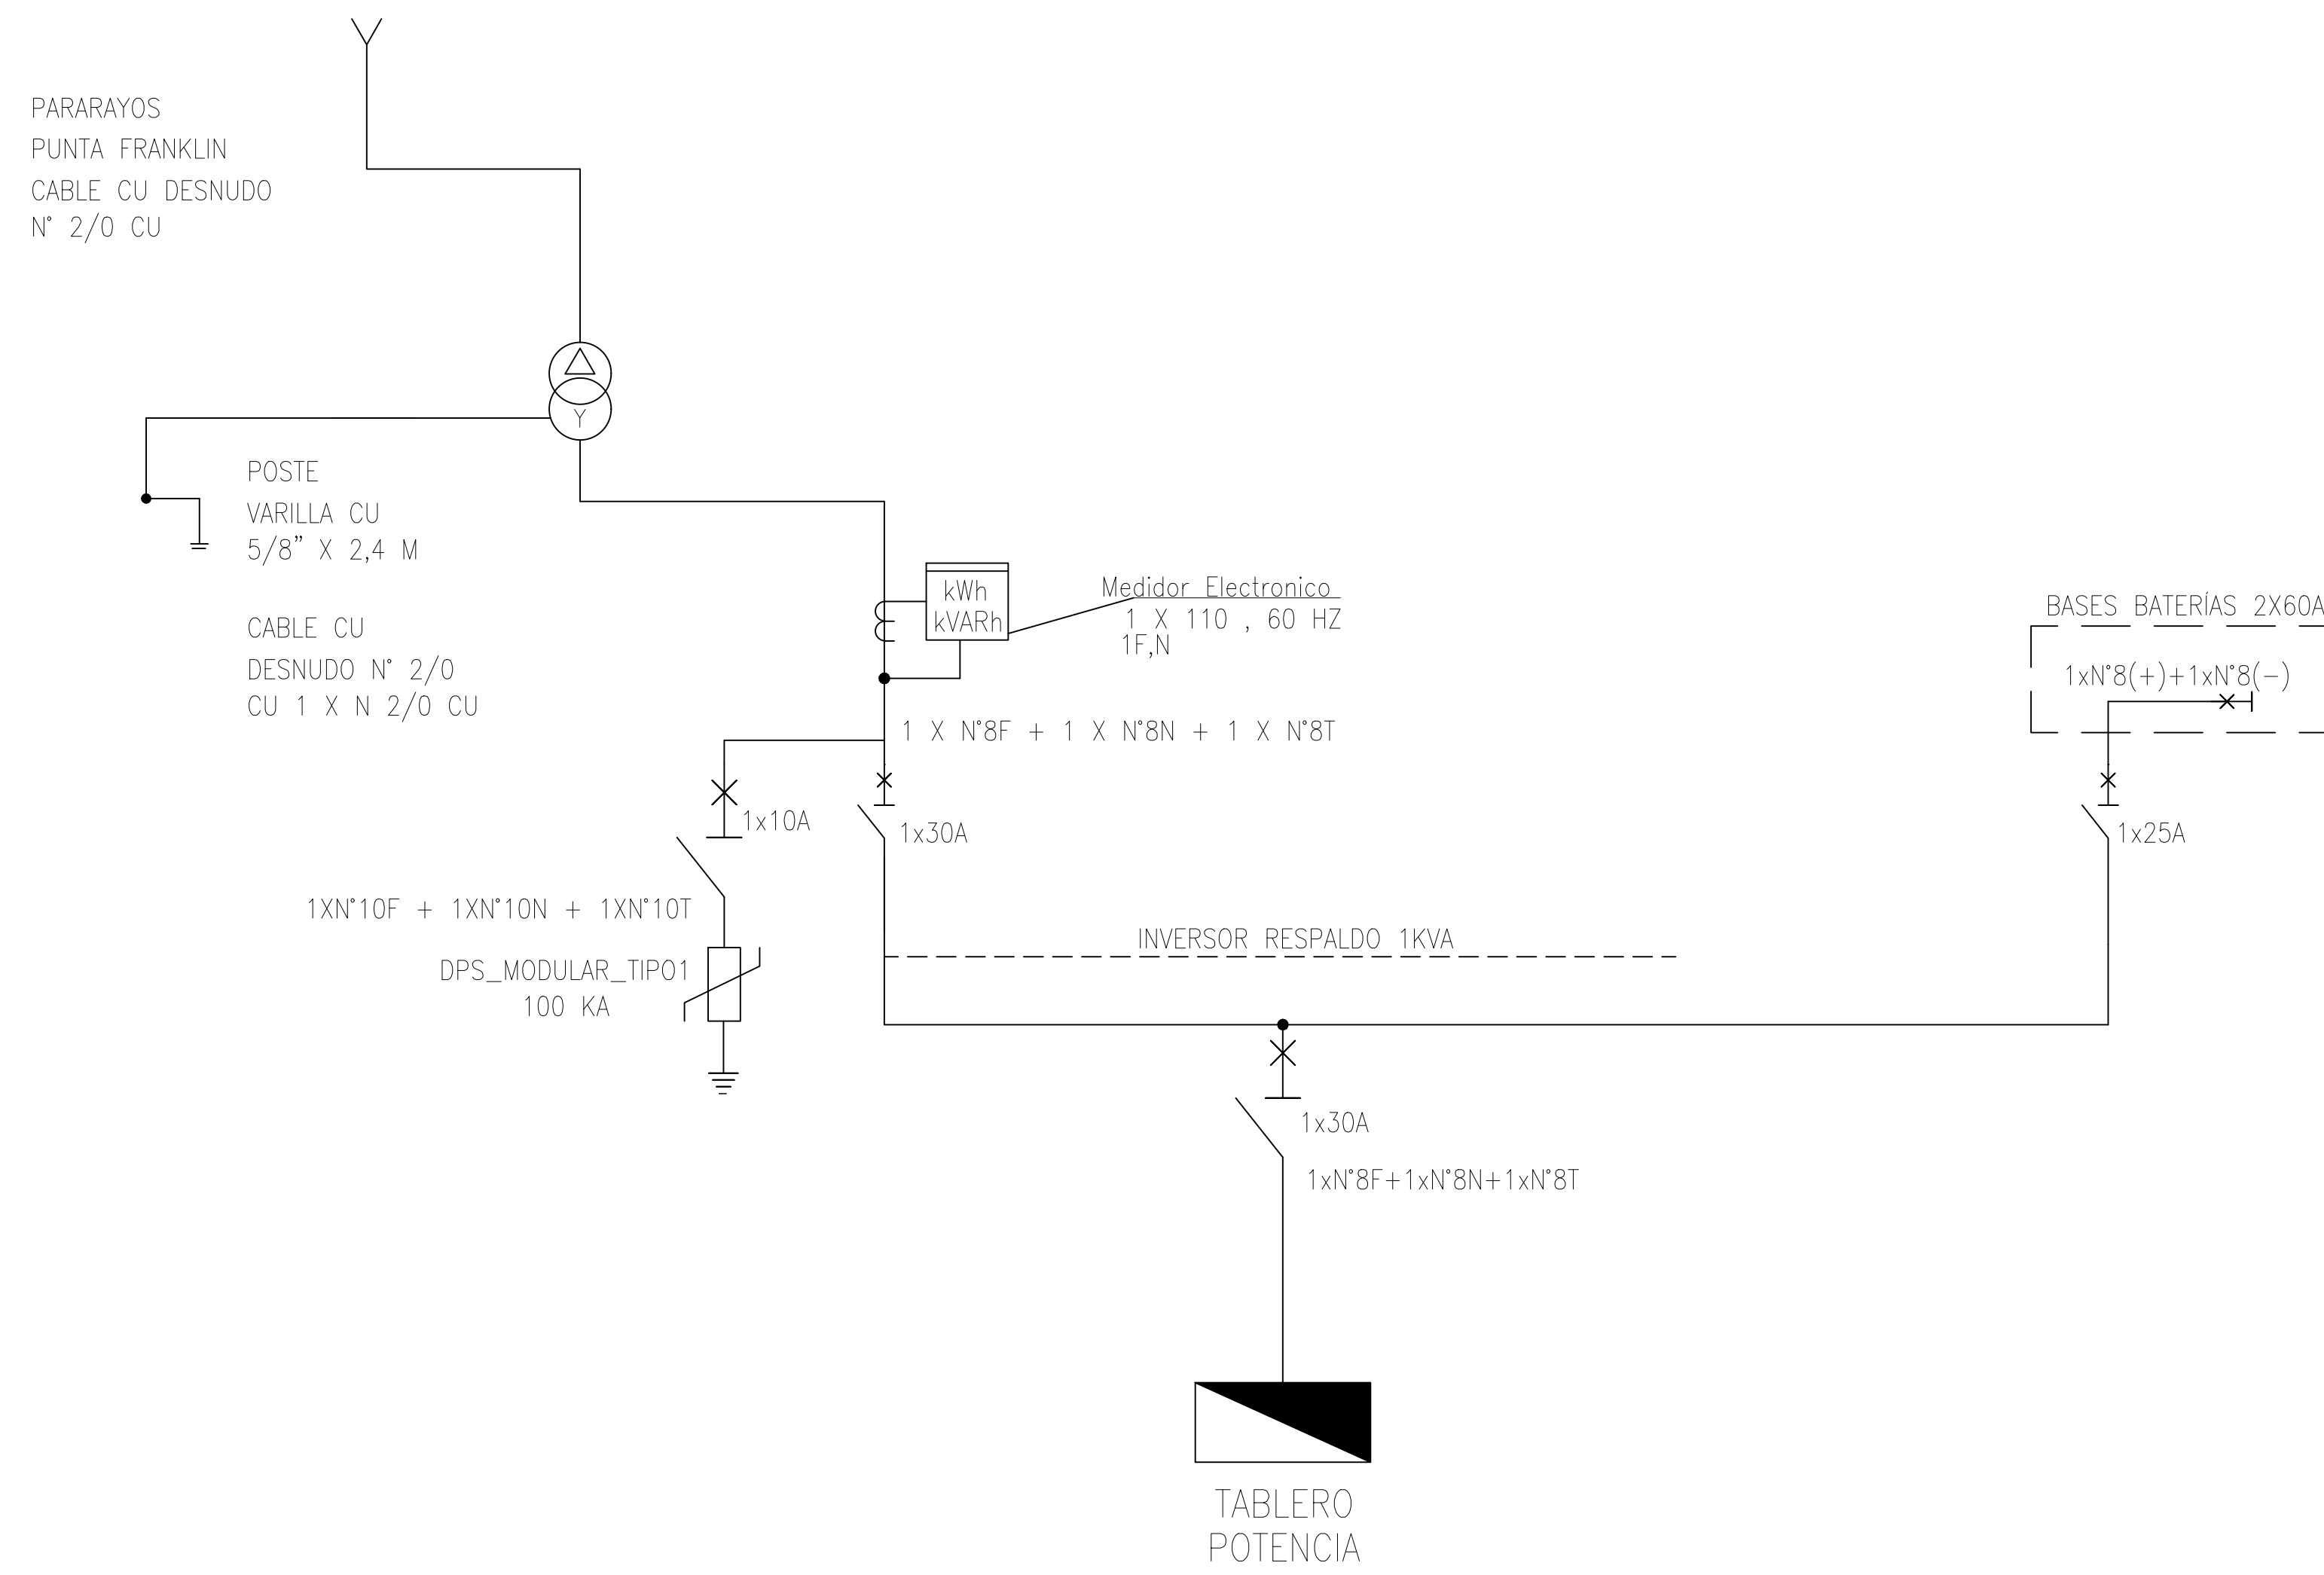 PARARAYOS
PUNTA FRANKLIN
CABLE CU DESNUDO
N° 2/0 CU
Y
POSTE
VARILLA CU
5/8” X 2,4 M
CABLE CU
DESNUDO N° 2/0
CU 1 X N 2/0 CU
kWh
kVARh
Medidor Electronico
1 X 110 , 60 HZ
1F,N
BASES BATERÍAS 2X60A
1xN°8(+)+1xN°8(-)
1 X N°8F + 1 X N°8N + 1 X N°8T
1x10A
1x30A
1x25A
1XN°10F + 1XN°10N + 1XN°10T
INVERSOR RESPALDO 1KVA
DPS_MODULAR_TIPO1
100 KA
1x30A
1xN°8F+1xN°8N+1xN°8T
TABLERO
POTENCIA